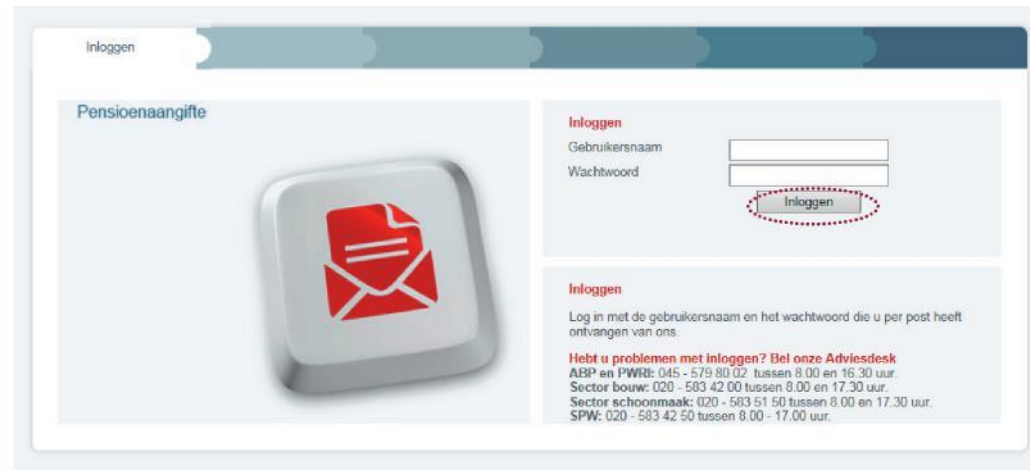 Inloggen
Pensioenaangifte
Inloggen
Gebruikersnaam
Wachtwoord
Inloggen
Inloggen
Log in met de gebruikersnaam en het wachtwoord die u per post heeft
ontvangen van ons.
Hebt u problemen met inloggen? Bel onze Adviesdesk
ABP en PWRI: 045 - 579 80 02 tussen 8.00 en 16.30 uur.
Sector bouw: 020 - 583 42 00 tussen 8.00 en 17.30 uur.
Sector schoonmaak: 020 - 583 51 50 tussen 8.00 en 17.30 uur.
SPW: 020 - 583 42 50 tussen 8.00 - 17.00 uur.